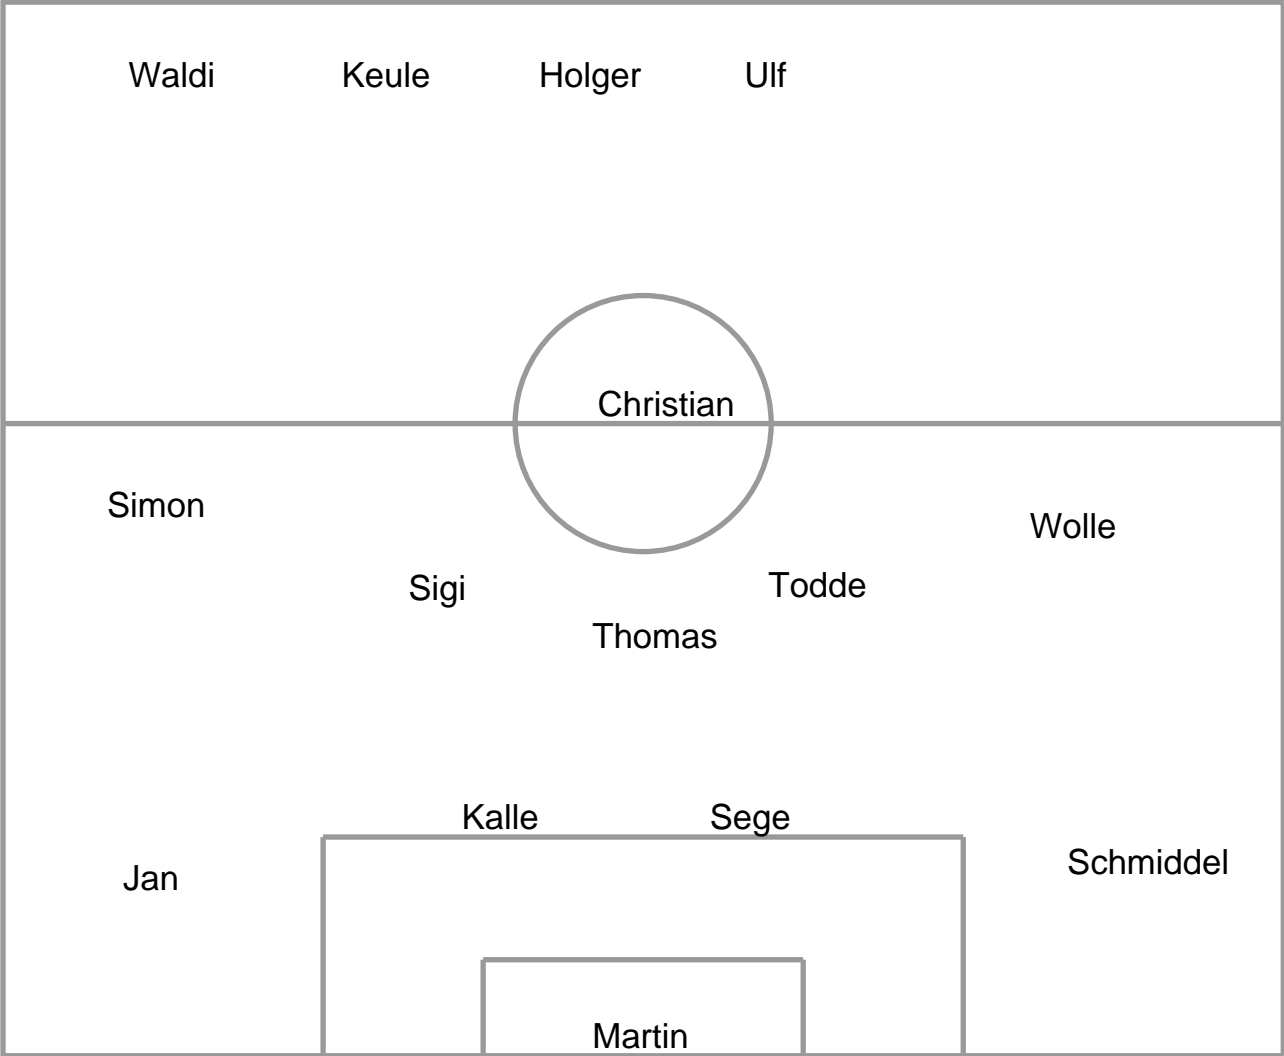 Waldi Keule Holger Ulf
Christian
Simon
Wolle
Sigi
Todde
Thomas
Kalle Sege
Schmiddel
Jan
Martin